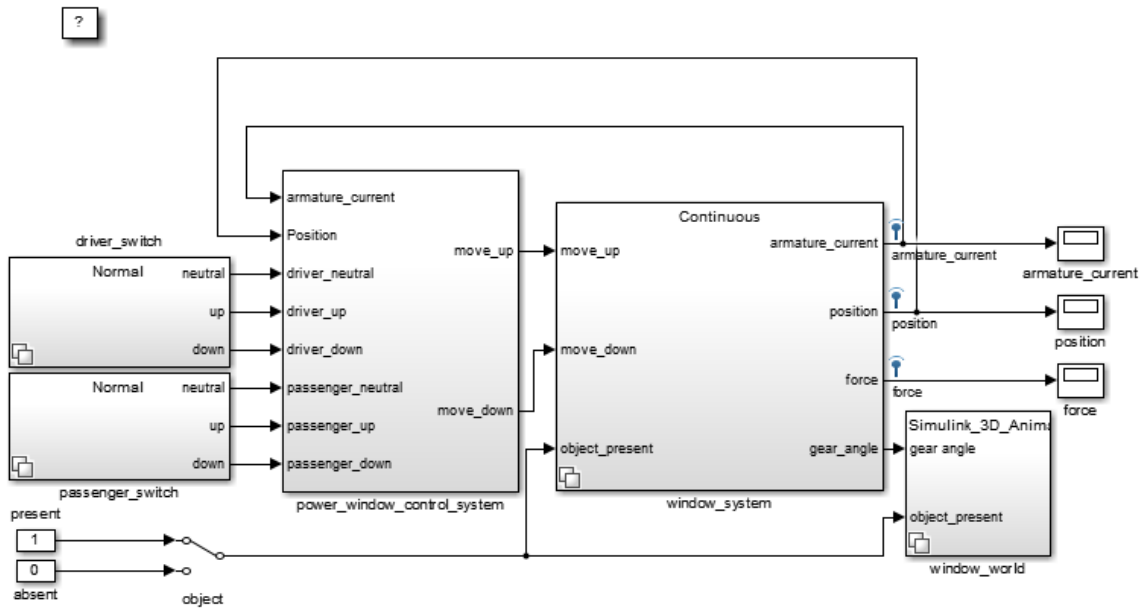 ?
driver_switch
Normal
neutral
up
down
Normal
neutral
up
down
passenger_switch
present
1
0
absent
object
armature_current
Position
driver_neutral
driver_up
driver_down
passenger_neutral
passenger_up
passenger_down
move_up
move_down
power_window_control_system
Continuous
move_up
move_down
object_present
armature_current
position
force
gear_angle
window_system
armature_current
position
force
armature_current
position
force
Simulink_3D_Anima
gear angle
object_present
window_world